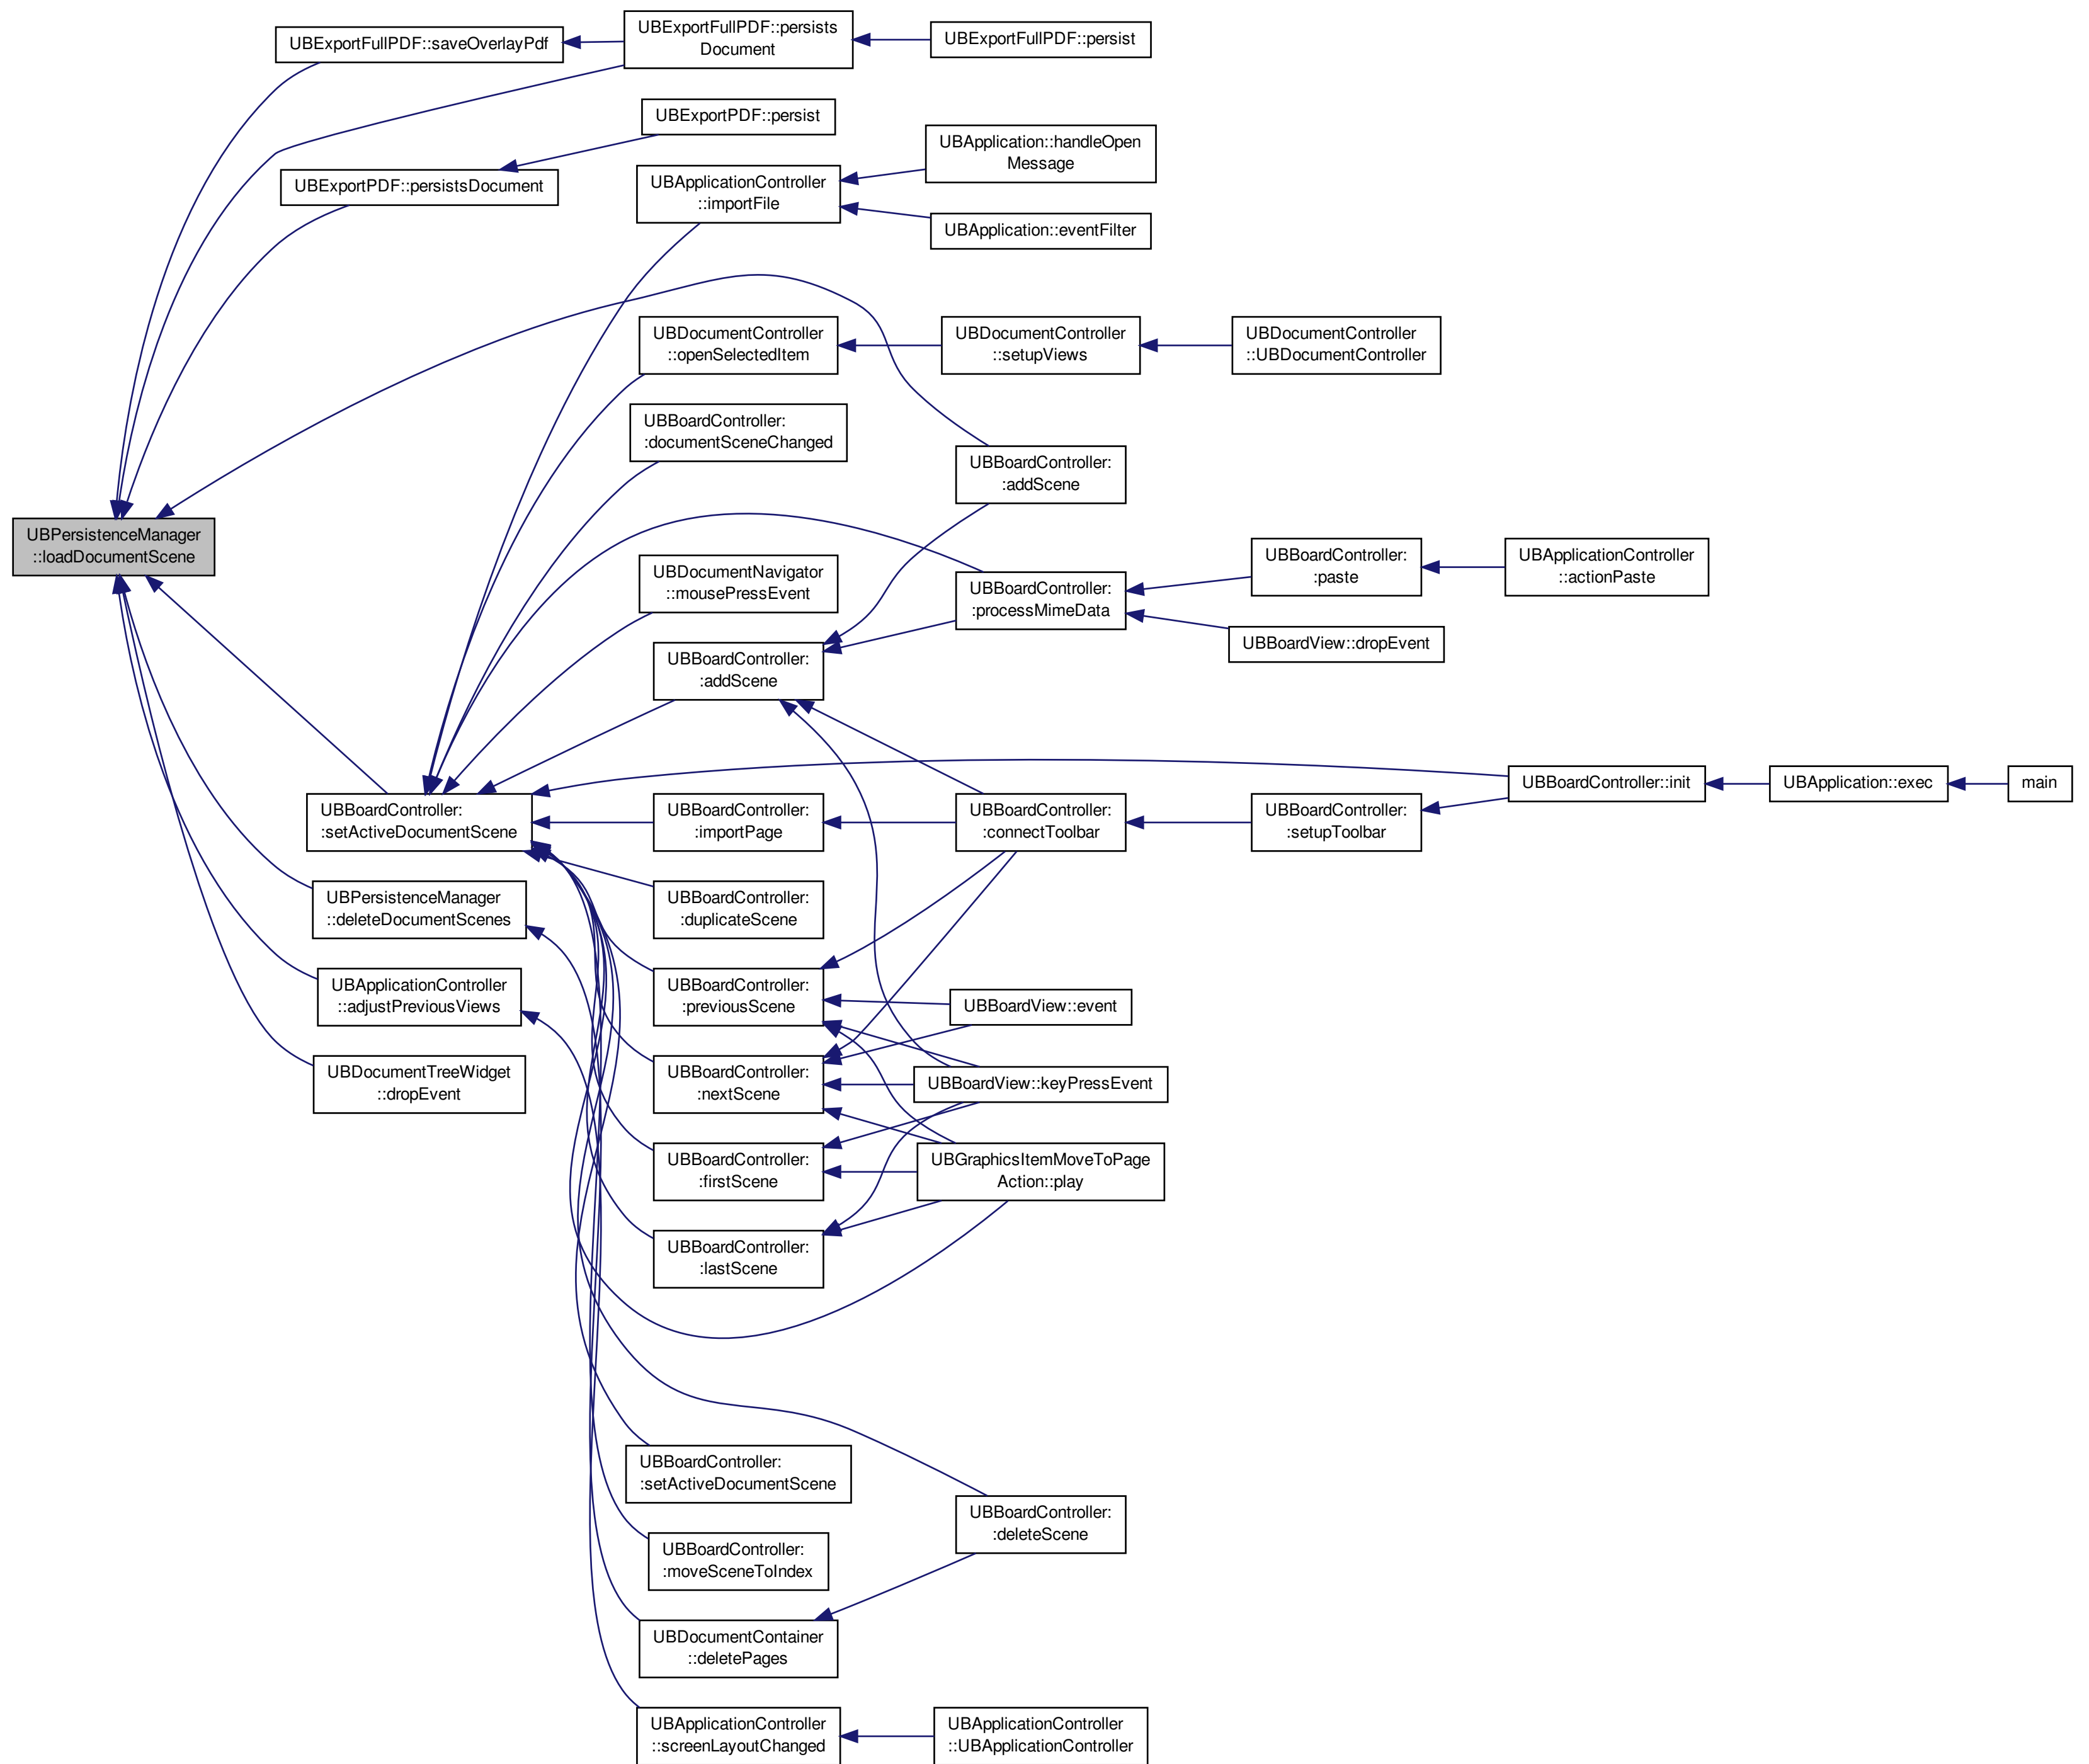 UBExportFullPDF::saveOverlayPdf
UBExportFullPDF::persists
Document
UBExportFullPDF::persist
UBExportPDF::persist
UBExportPDF::persistsDocument
UBApplicationController
::importFile
UBApplication::handleOpen
Message
UBApplication::eventFilter
UBDocumentController
::openSelectedItem
UBDocumentController
::setupViews
UBDocumentController
::UBDocumentController
UBBoardController:
:documentSceneChanged
UBBoardController:
:addScene
UBPersistenceManager
::loadDocumentScene
UBDocumentNavigator
::mousePressEvent
UBBoardController:
:processMimeData
UBBoardController:
:paste
UBApplicationController
::actionPaste
UBBoardView::dropEvent
UBBoardController:
:addScene
UBBoardController:
:setActiveDocumentScene
UBBoardController:
:importPage
UBBoardController:
:connectToolbar
UBBoardController:
:setupToolbar
UBBoardController::init
UBApplication::exec
main
UBPersistenceManager
::deleteDocumentScenes
UBBoardController:
:duplicateScene
UBApplicationController
::adjustPreviousViews
UBBoardController:
:previousScene
UBBoardView::event
UBDocumentTreeWidget
::dropEvent
UBBoardController:
:nextScene
UBBoardView::keyPressEvent
UBBoardController:
:firstScene
UBGraphicsItemMoveToPage
Action::play
UBBoardController:
:lastScene
UBBoardController:
:setActiveDocumentScene
UBBoardController:
:deleteScene
UBBoardController:
:moveSceneToIndex
UBDocumentContainer
::deletePages
UBApplicationController
::screenLayoutChanged
UBApplicationController
::UBApplicationController